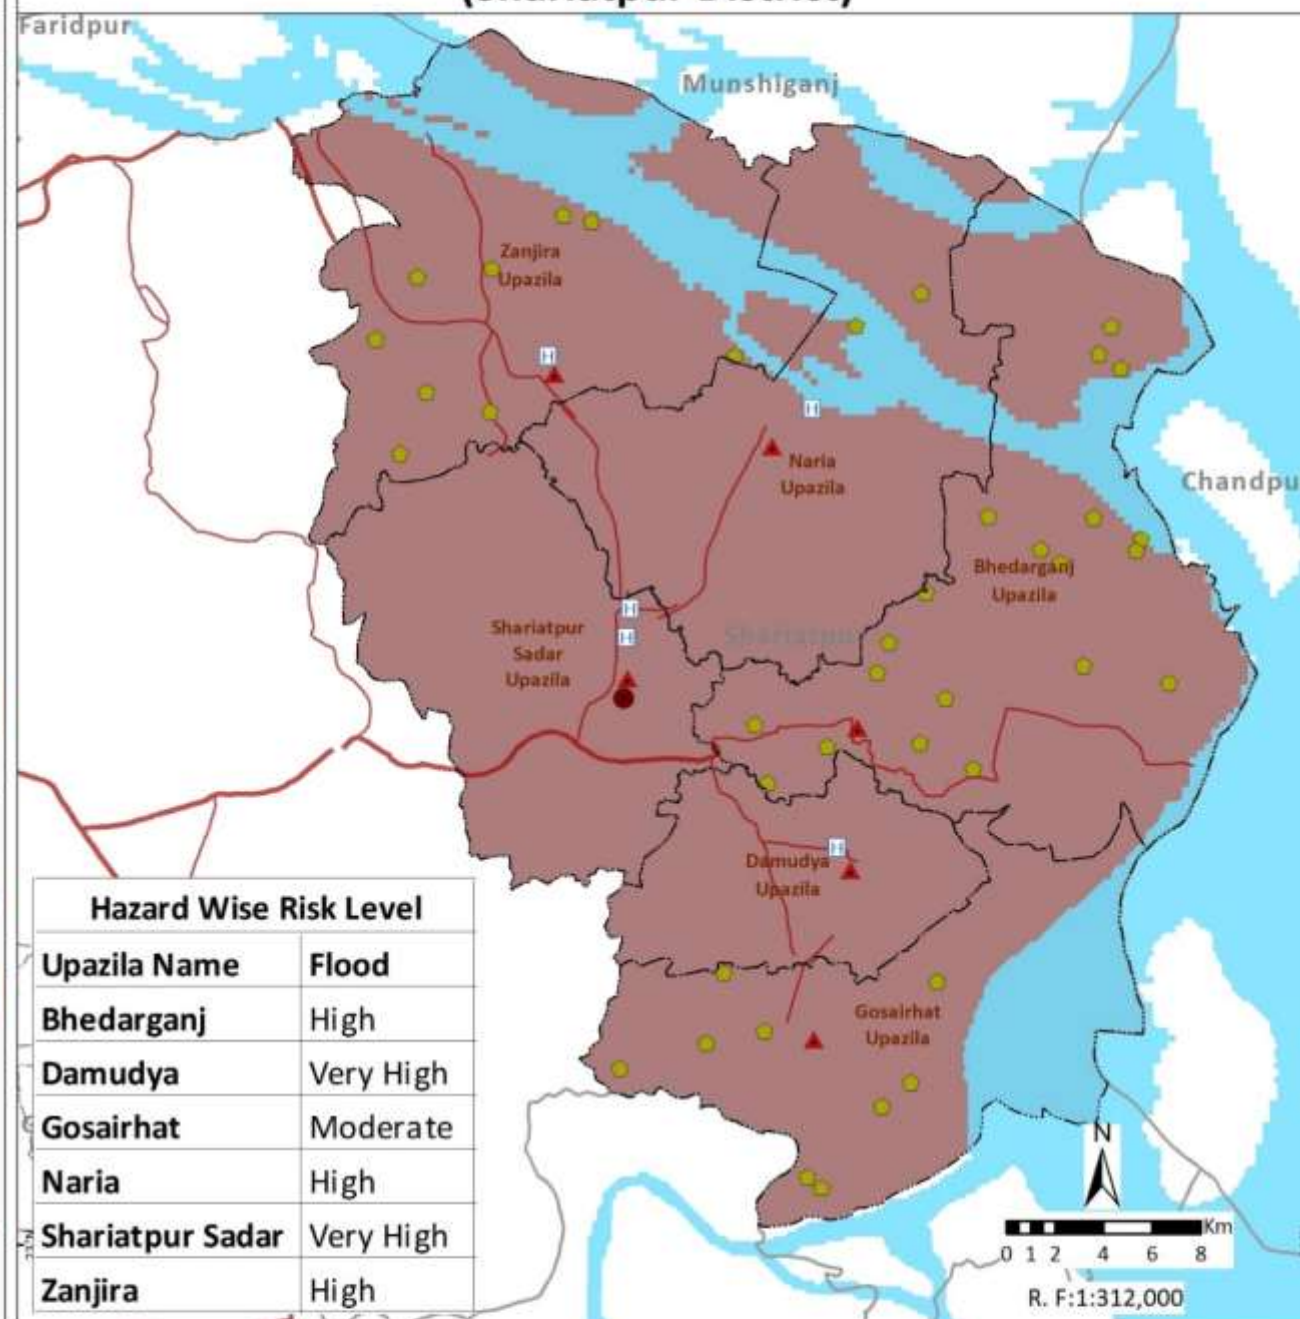 (Shariatpur District)
Faridpur
Munshiganj
Zanjira
Upazila
H
H
Naria
Upazila
Chandpu
Bhedarganj
Upazila
H
H
Shariatpur
Sadar
Upazila
Shariatpur
H
Damudya
Upazila
Gosairhat
Upazila
Hazard Wise Risk Level
Upazila Name Flood
Bhedarganj High
Damudya Very High
Gosairhat Moderate
Naria High
Shariatpur Sadar Very High
Zanjira High
N
Km
0 1 2 4 6 8
R. F:1:312,000